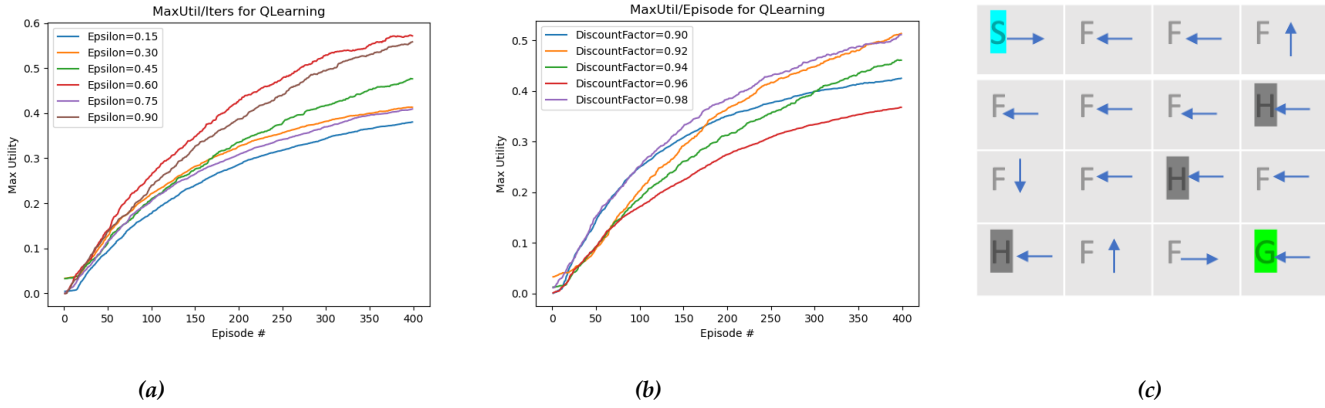 MaxUtil/Iters for QLearning
0.6
0.5
0.4
0.3
0.2
0.1
0.0
Max Utility
Epsilon=0.15
Epsilon=0.30
Epsilon=0.45
Epsilon=0.60
Epsilon=0.75
Epsilon=0.90
0 50 100 150 200 250 300 350 400
Episode #
(a)
MaxUtil/Episode for QLearning
0.5
0.4
0.3
0.2
0.1
0.0
Max Utility
DiscountFactor=0.90
DiscountFactor=0.92
DiscountFactor=0.94
DiscountFactor=0.96
DiscountFactor=0.98
0 50 100 150 200 250 300 350 400
Episode #
(b)
S F F F
F F F H
F F H F
H F F G
(c)